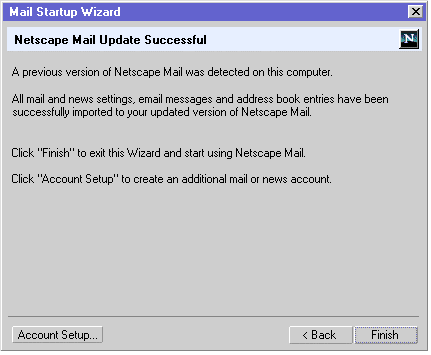 Mail Startup Wizard
Netscape Mail Update Successful
N
A previous version of Netscape Mail was detected on this computer.
All mail and news settings, email messages and address book entries have been
successfully imported to your updated version of Netscape Mail.
Click "Finish" to exit this Wizard and start using Netscape Mail.
Click "Account Setup" to create an additional mail or news account.
Account Setup...
< Back
Finish